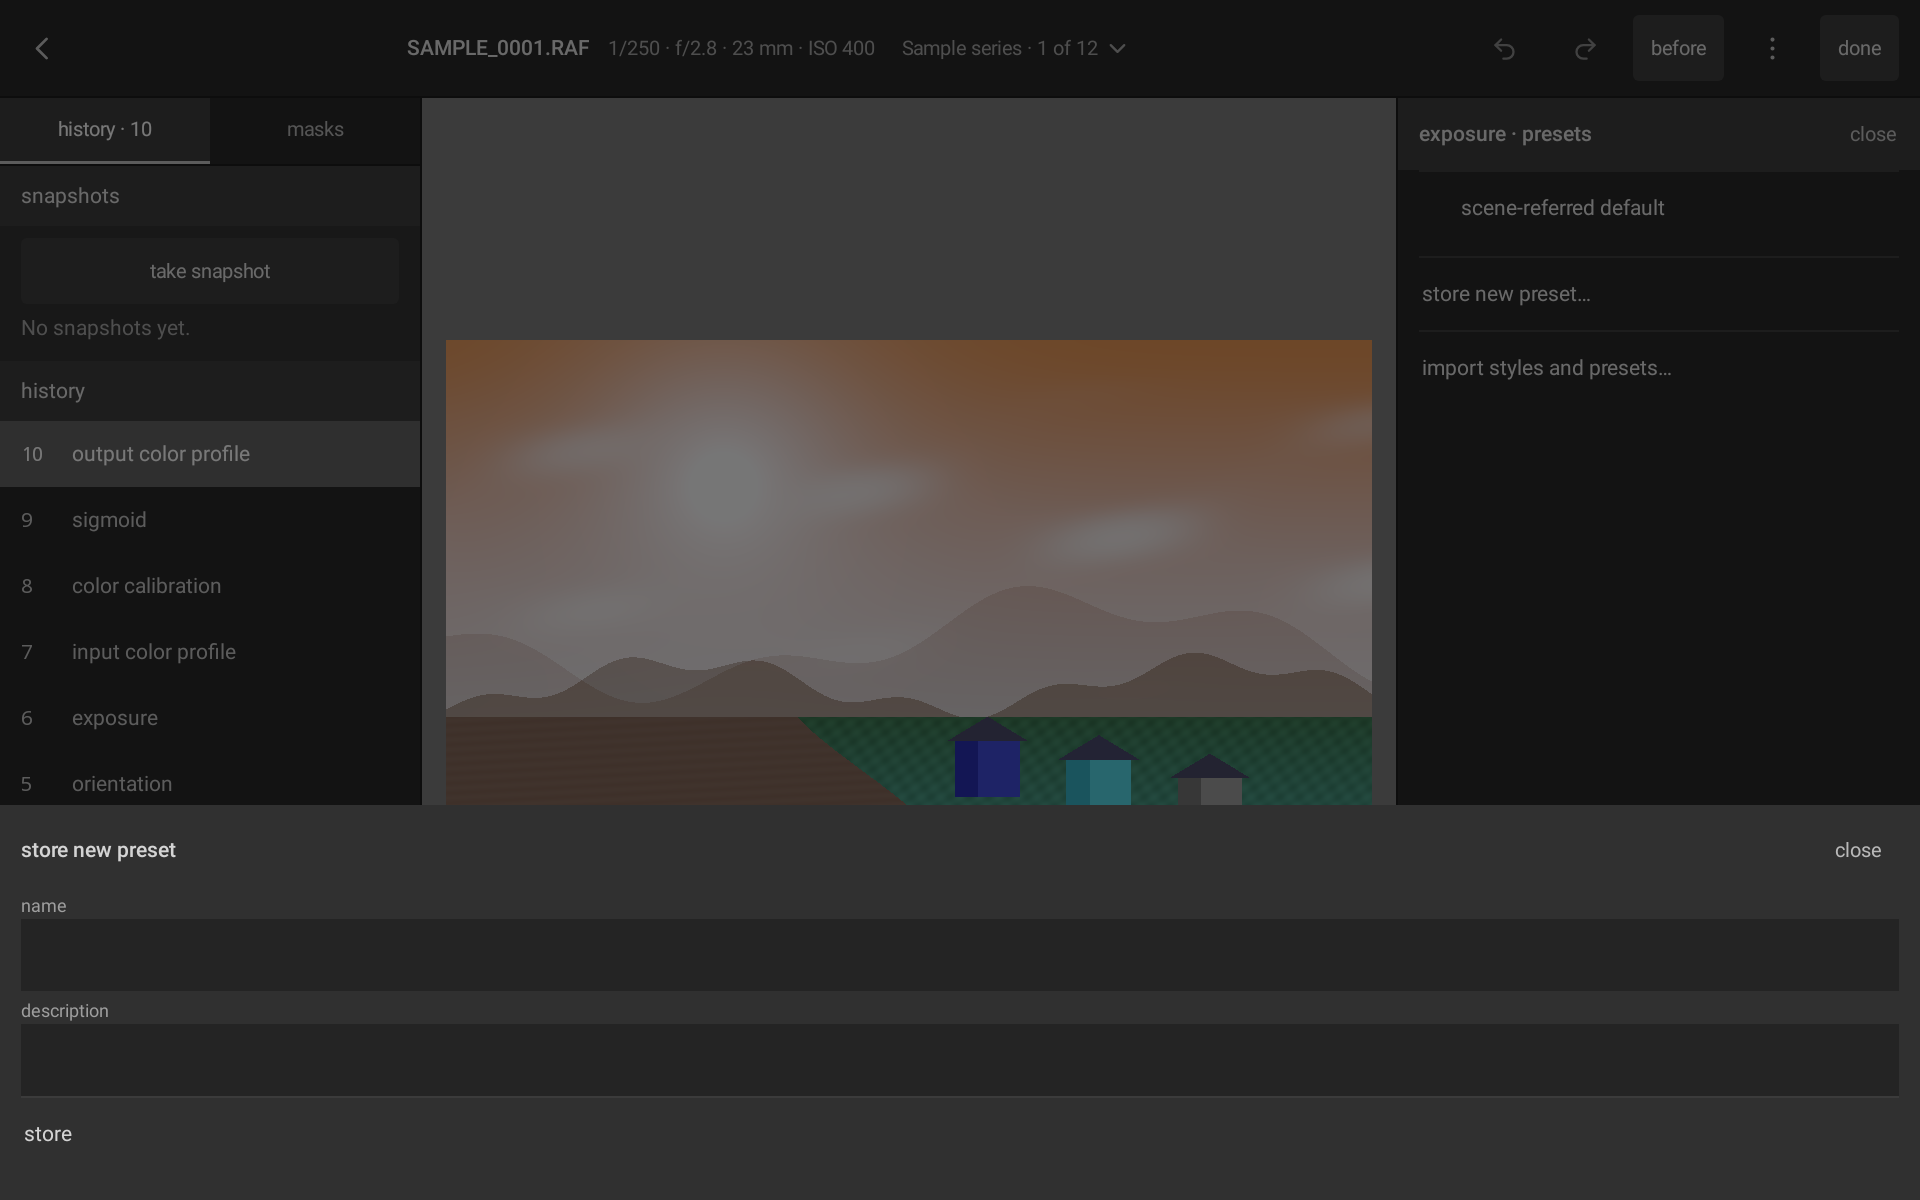 SAMPLE_0001.RAF 1/250 · f/2.8 · 23 mm · ISO 400 Sample series · 1 of 12
before
done
history · 10
masks
snapshots
take snapshot
No snapshots yet.
history
10 output color profile
9 sigmoid
8 color calibration
7 input color profile
6 exposure
5 orientation
exposure · presets
close
scene-referred default
store new preset...
import styles and presets...
store new preset
close
name
description
store